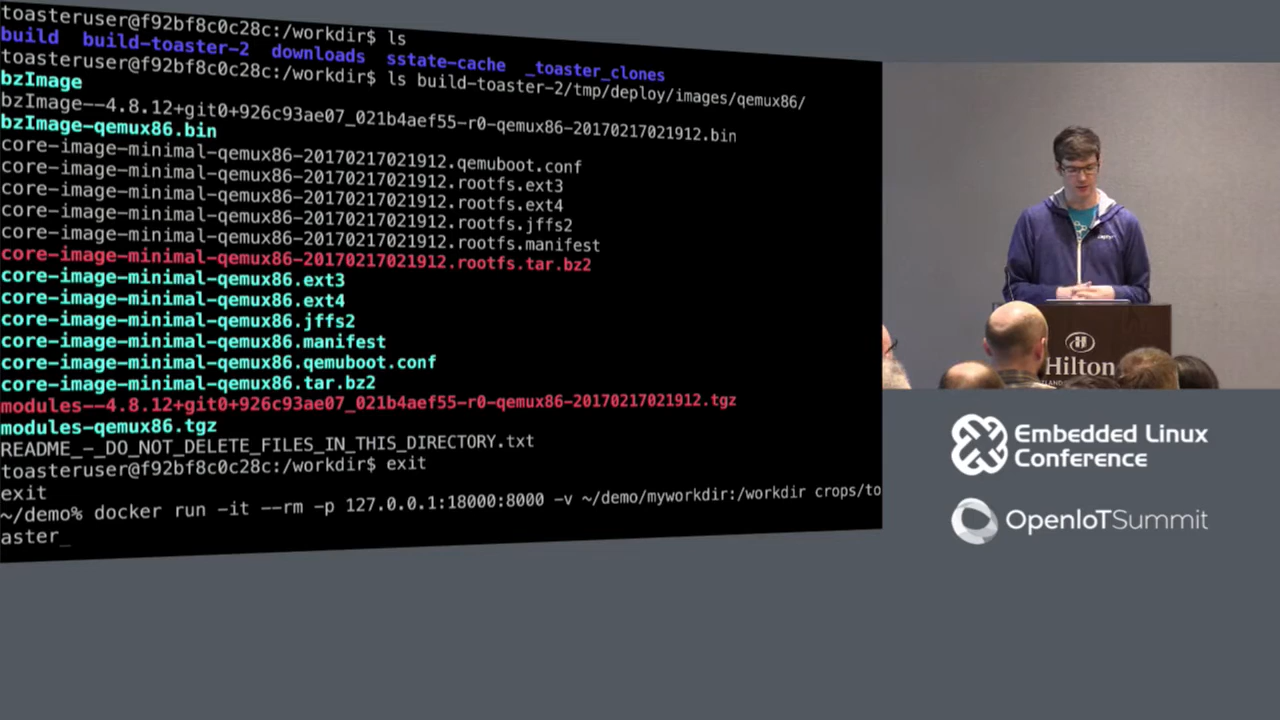 toasteruser@f92bf8c0c28c:/workdir$ ls
build build-toaster-2 downloads sstate-cache _toaster_clones
toasteruser@f92bf8c0c28c:/workdir$ ls build-toaster-2/tmp/deploy/images/qemux86/
bzImage
bzImage--4.8.12+git0+926c93ae07_021b4aef55-r0-qemux86-20170217021912.bin
bzImage-qemux86.bin
core-image-minimal-qemux86-20170217021912.qemuboot.conf
core-image-minimal-qemux86-20170217021912.rootfs.ext3
core-image-minimal-qemux86-20170217021912.rootfs.ext4
core-image-minimal-qemux86-20170217021912.rootfs.jffs2
core-image-minimal-qemux86-20170217021912.rootfs.manifest
core-image-minimal-qemux86-20170217021912.rootfs.tar.bz2
core-image-minimal-qemux86.ext3
core-image-minimal-qemux86.ext4
core-image-minimal-qemux86.jffs2
core-image-minimal-qemux86.manifest
core-image-minimal-qemux86.qemuboot.conf
core-image-minimal-qemux86.tar.bz2
modules--4.8.12+git0+926c93ae07_021b4aef55-r0-qemux86-20170217021912.tgz
modules-qemux86.tgz
README_-_DO_NOT_DELETE_FILES_IN_THIS_DIRECTORY.txt
toasteruser@f92bf8c0c28c:/workdir$ exit
exit
~/demo% docker run -it --rm -p 127.0.0.1:18000:8000 -v ~/demo/myworkdir:/workdir crops/to
aster_
Hilton
Embedded Linux
Conference
OpenIoTSummit